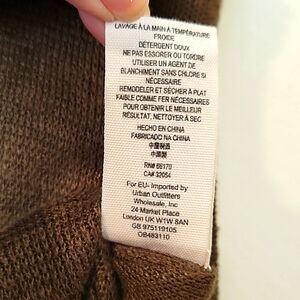 LAVAGE À LA MAIN À TEMPÉRATURE
FROIDE
DÉTERGENT DOUX
NE PAS ESSORER OU TORDRE
UTILISER UN AGENT DE
BLANCHIMENT SANS CHLORE SI
NÉCESSAIRE
REMODELER ET SÉCHER À PLAT
FAIBLE COMME FER NÉCESSAIRES
POUR OBTENIR LE MEILLEUR
RÉSULTAT, NETTOYER À SEC
HECHO EN CHINA
FABRICADO NA CHINA
中國製造
中国製
RN# 66170
CA# 32054
For EU- Imported by
Urban Outfitters
Wholesale, Inc
24 Market Place
London UK W1W 8AN
GB 975119105
OB483110